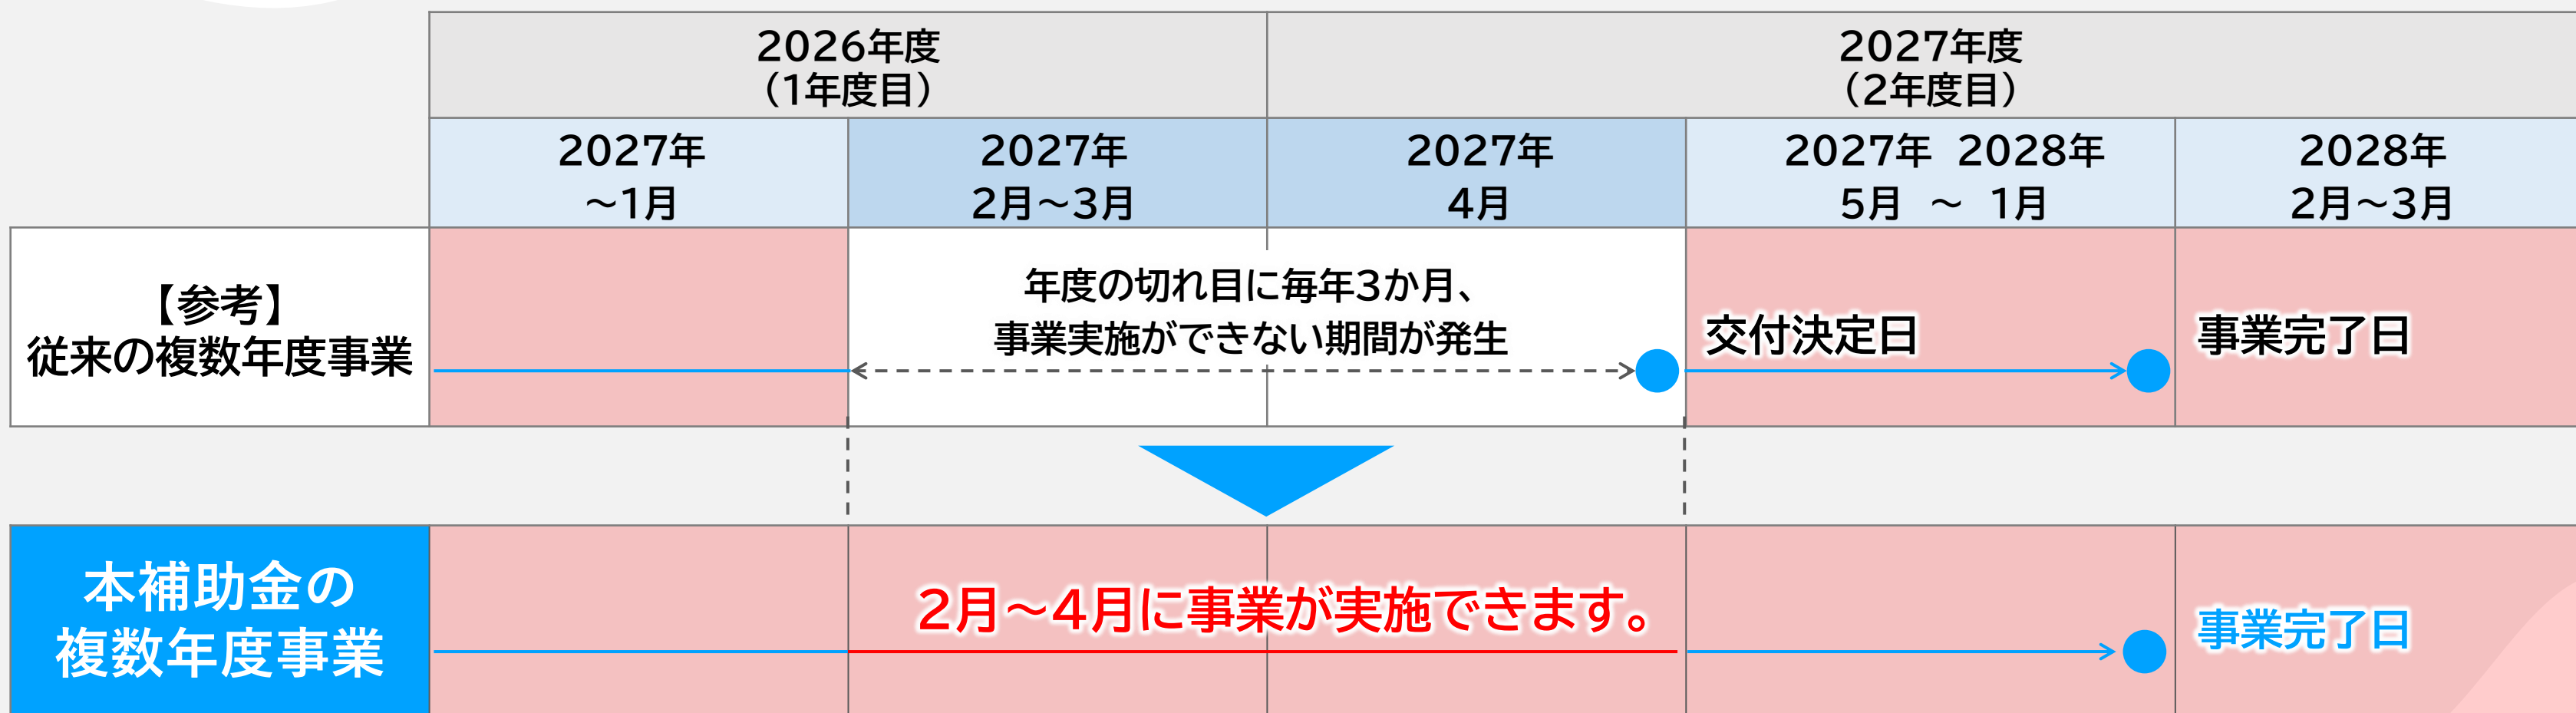 2026年度
（1年度目）
2027年度
（2年度目）
2027年
～1月
2027年
2月～3月
2027年
4月
2027年 2028年
5月 ～ 1月
2028年
2月～3月
【参考】
従来の複数年度事業
年度の切れ目に毎年3か月、
事業実施ができない期間が発生
交付決定日
事業完了日
本補助金の
複数年度事業
2月～4月に事業が実施できます。
事業完了日